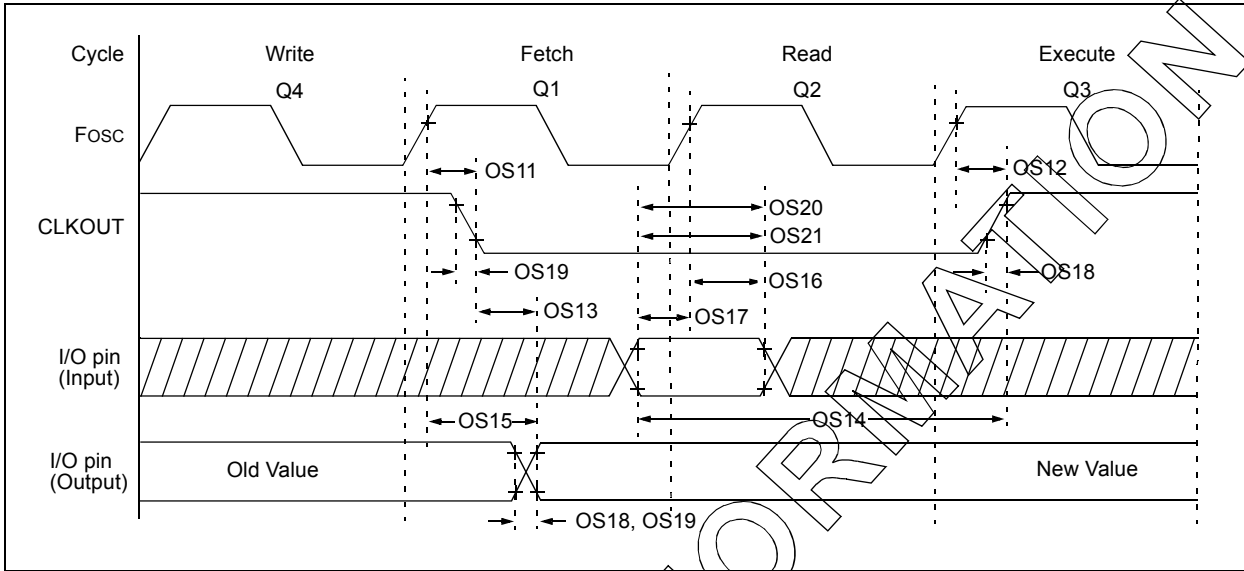 Cycle Write Fetch Read Execute
Q4 Q1 Q2 Q3
FOSC
OS11 OS12
CLKOUT
OS20
OS21
OS19 OS16 OS18
OS13 OS17
I/O pin
(Input)
OS15 OS14
I/O pin
(Output)
Old Value New Value
OS18, OS19
ORMATION